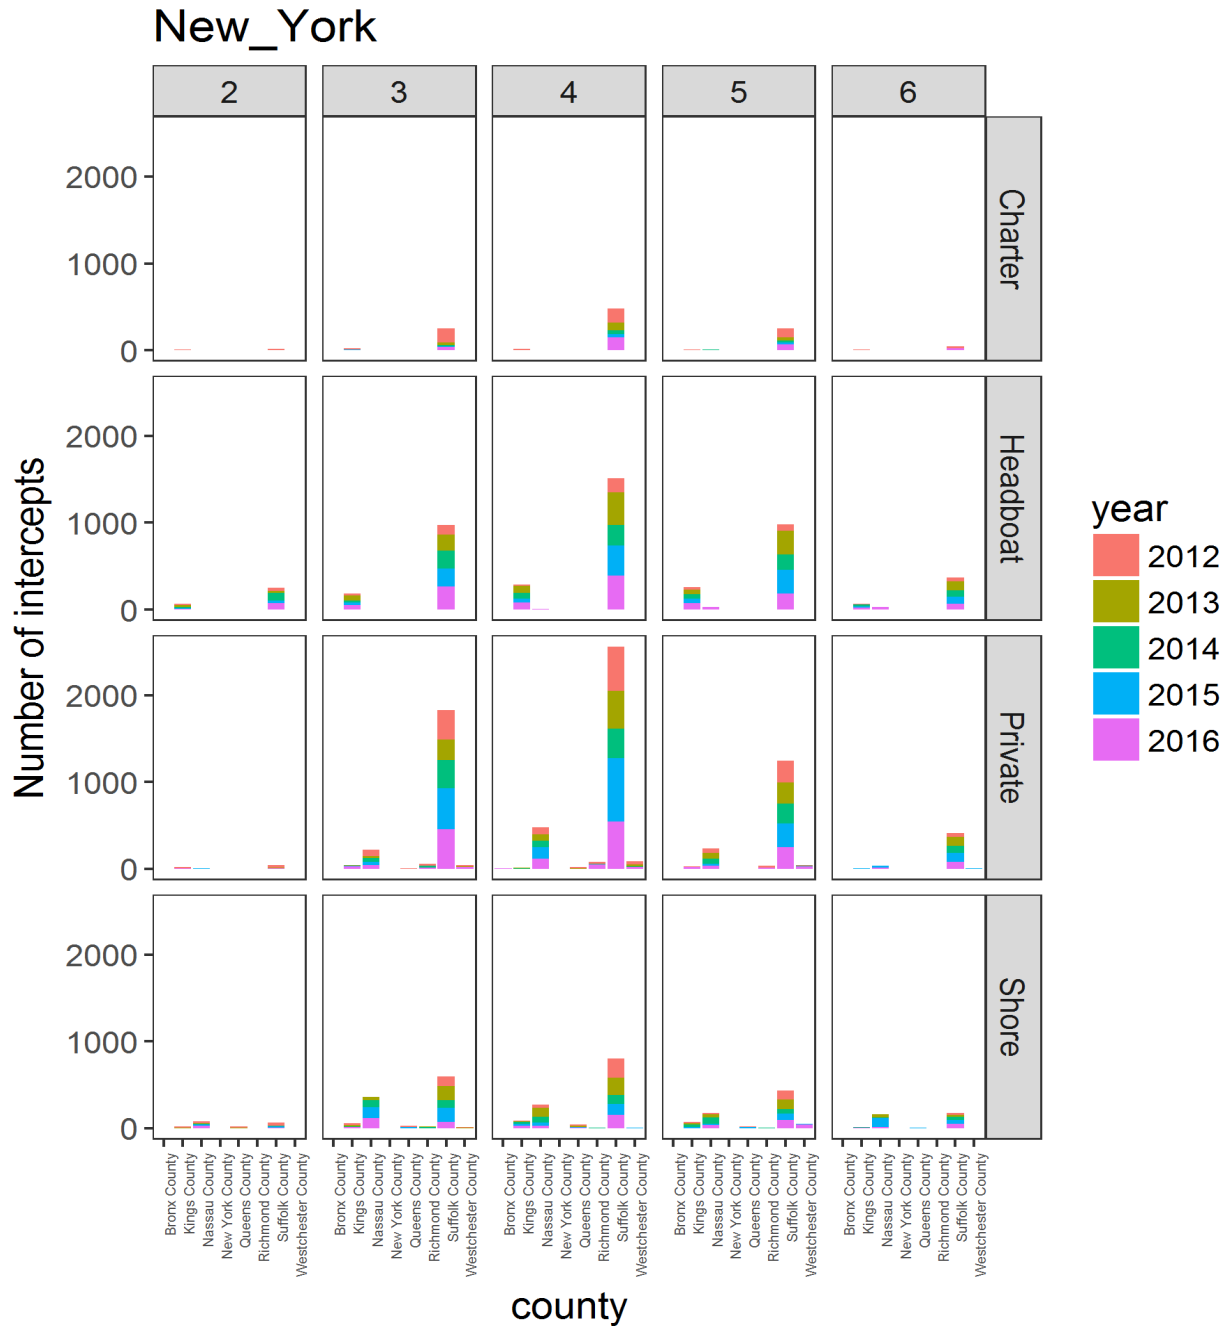 New_York
2 3 4 5 6
2000
1000
0
Charter
2000
1000
0
Headboat
2000
1000
0
Private
2000
1000
0
Shore
Number of intercepts
Bronx County
Kings County
Nassau County
New York County
Queens County
Richmond County
Suffolk County
Westchester County
Bronx County
Kings County
Nassau County
New York County
Queens County
Richmond County
Suffolk County
Westchester County
Bronx County
Kings County
Nassau County
New York County
Queens County
Richmond County
Suffolk County
Westchester County
Bronx County
Kings County
Nassau County
New York County
Queens County
Richmond County
Suffolk County
Westchester County
Bronx County
Kings County
Nassau County
New York County
Queens County
Richmond County
Suffolk County
Westchester County
county
year
2012
2013
2014
2015
2016